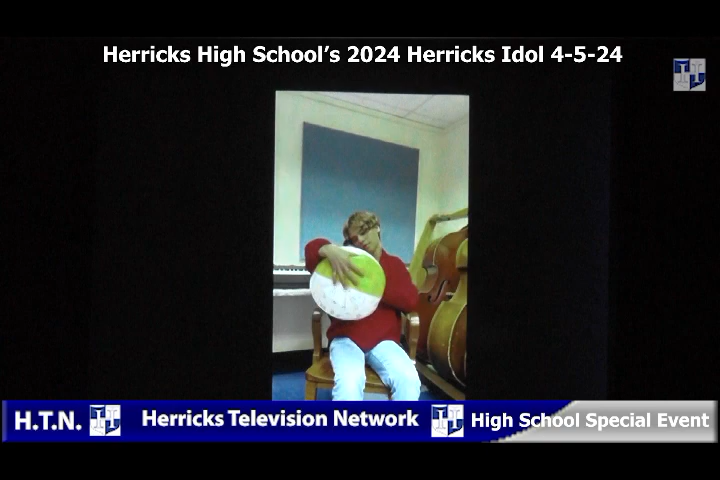 Herricks High School’s 2024 Herricks Idol 4-5-24
H.T.N. Herricks Television Network High School Special Event